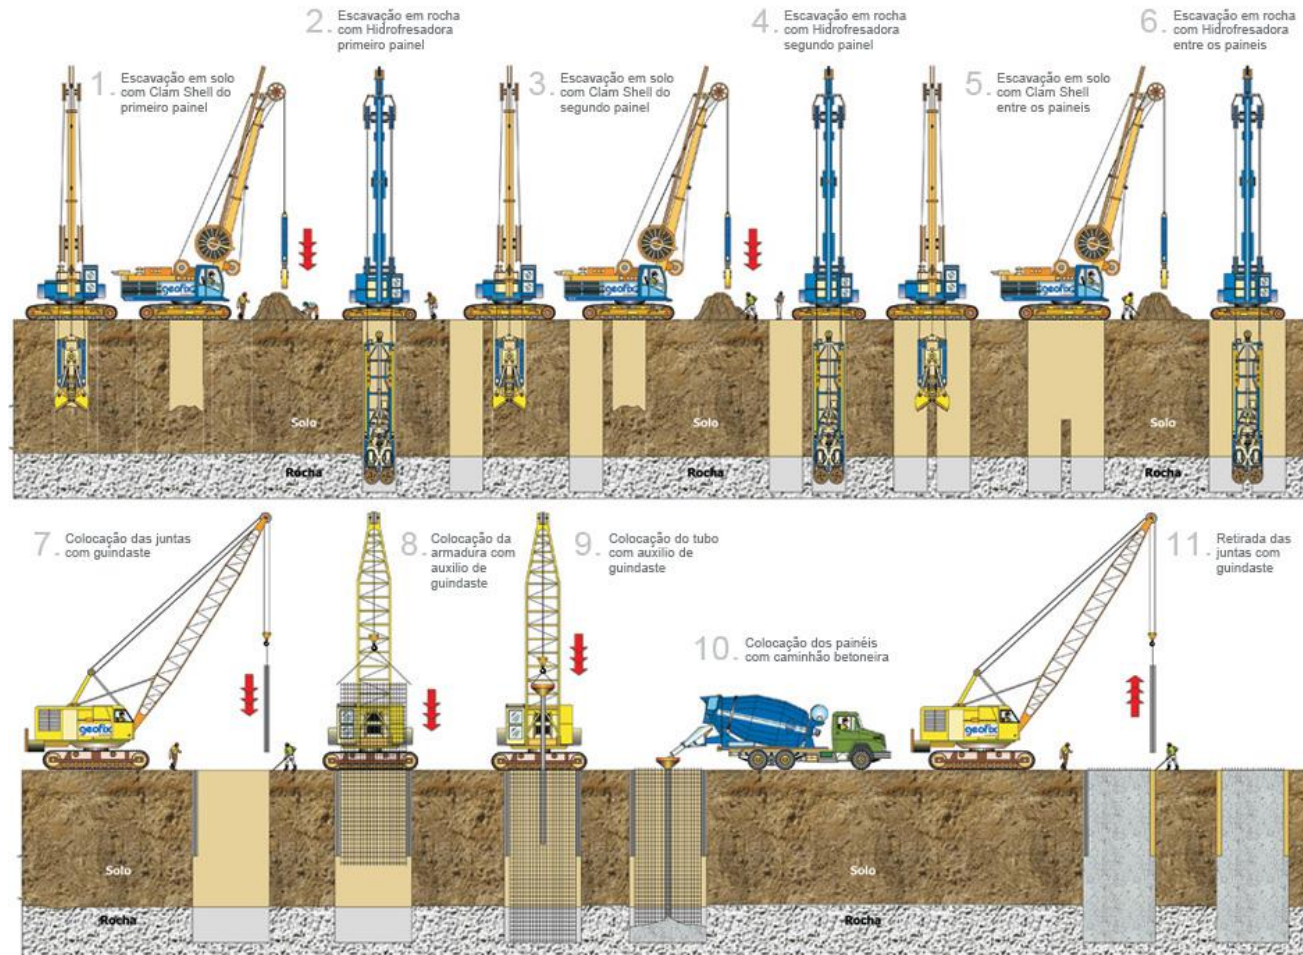 1. Escavação em solo
com Clam Shell do
primeiro painel
2. Escavação em rocha
com Hidrofresadora
primeiro painel
3. Escavação em solo
com Clam Shell do
segundo painel
4. Escavação em rocha
com Hidrofresadora
segundo painel
5. Escavação em solo
com Clam Shell
entre os paineis
6. Escavação em rocha
com Hidrofresadora
entre os paineis
geofix
geofix
geofix
Solo
Solo
Solo
Rocha
Rocha
Rocha
7. Colocação das juntas
com guindaste
8. Colocação da
armadura com
auxilio de
guindaste
9. Colocação do tubo
com auxilio de
guindaste
10. Colocação dos painéis
com caminhão betoneira
11. Retirada das
juntas com
guindaste
geofix
geofix
Solo
Solo
Rocha
Rocha